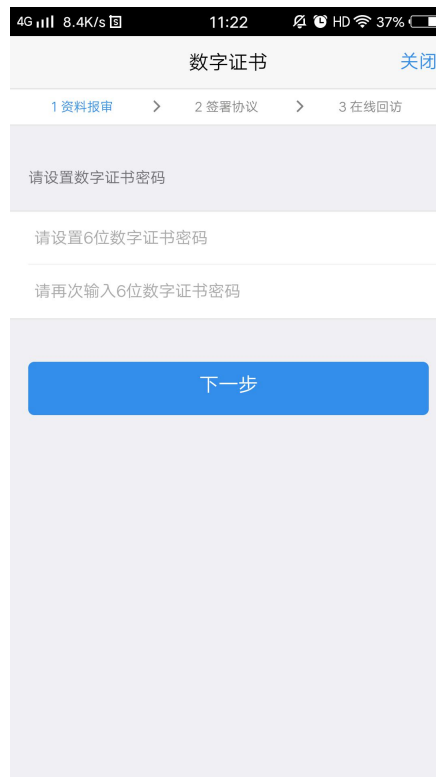 4G 8.4K/s S 11:22 HD 37%
数字证书 关闭
1 资料报审 > 2 签署协议 > 3 在线回访
请设置数字证书密码
请设置6位数字证书密码
请再次输入6位数字证书密码
下一步